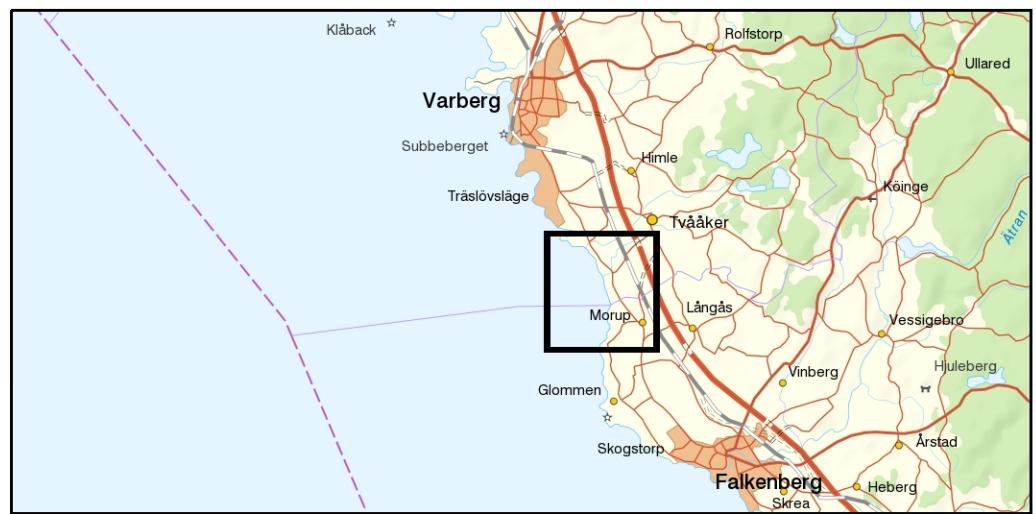 Klåback
Rolfstorp
Ullared
Varberg
Subbeberget
Himle
Köinge
Träslövsläge
Tvååker
Ätran
Morup
Långås
Vessigebro
Hjuleberg
Vinberg
Glommen
Skogstorp
Årstad
Falkenberg
Heberg
Skrea